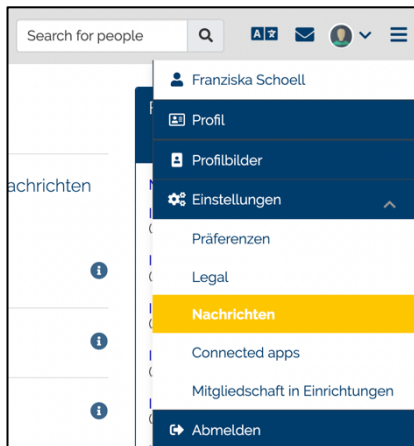 Search for people
Franziska Schoell
Profil
Profilbilder
Einstellungen
achrichten
Präferenzen
Legal
Nachrichten
Connected apps
Mitgliedschaft in Einrichtungen
Abmelden